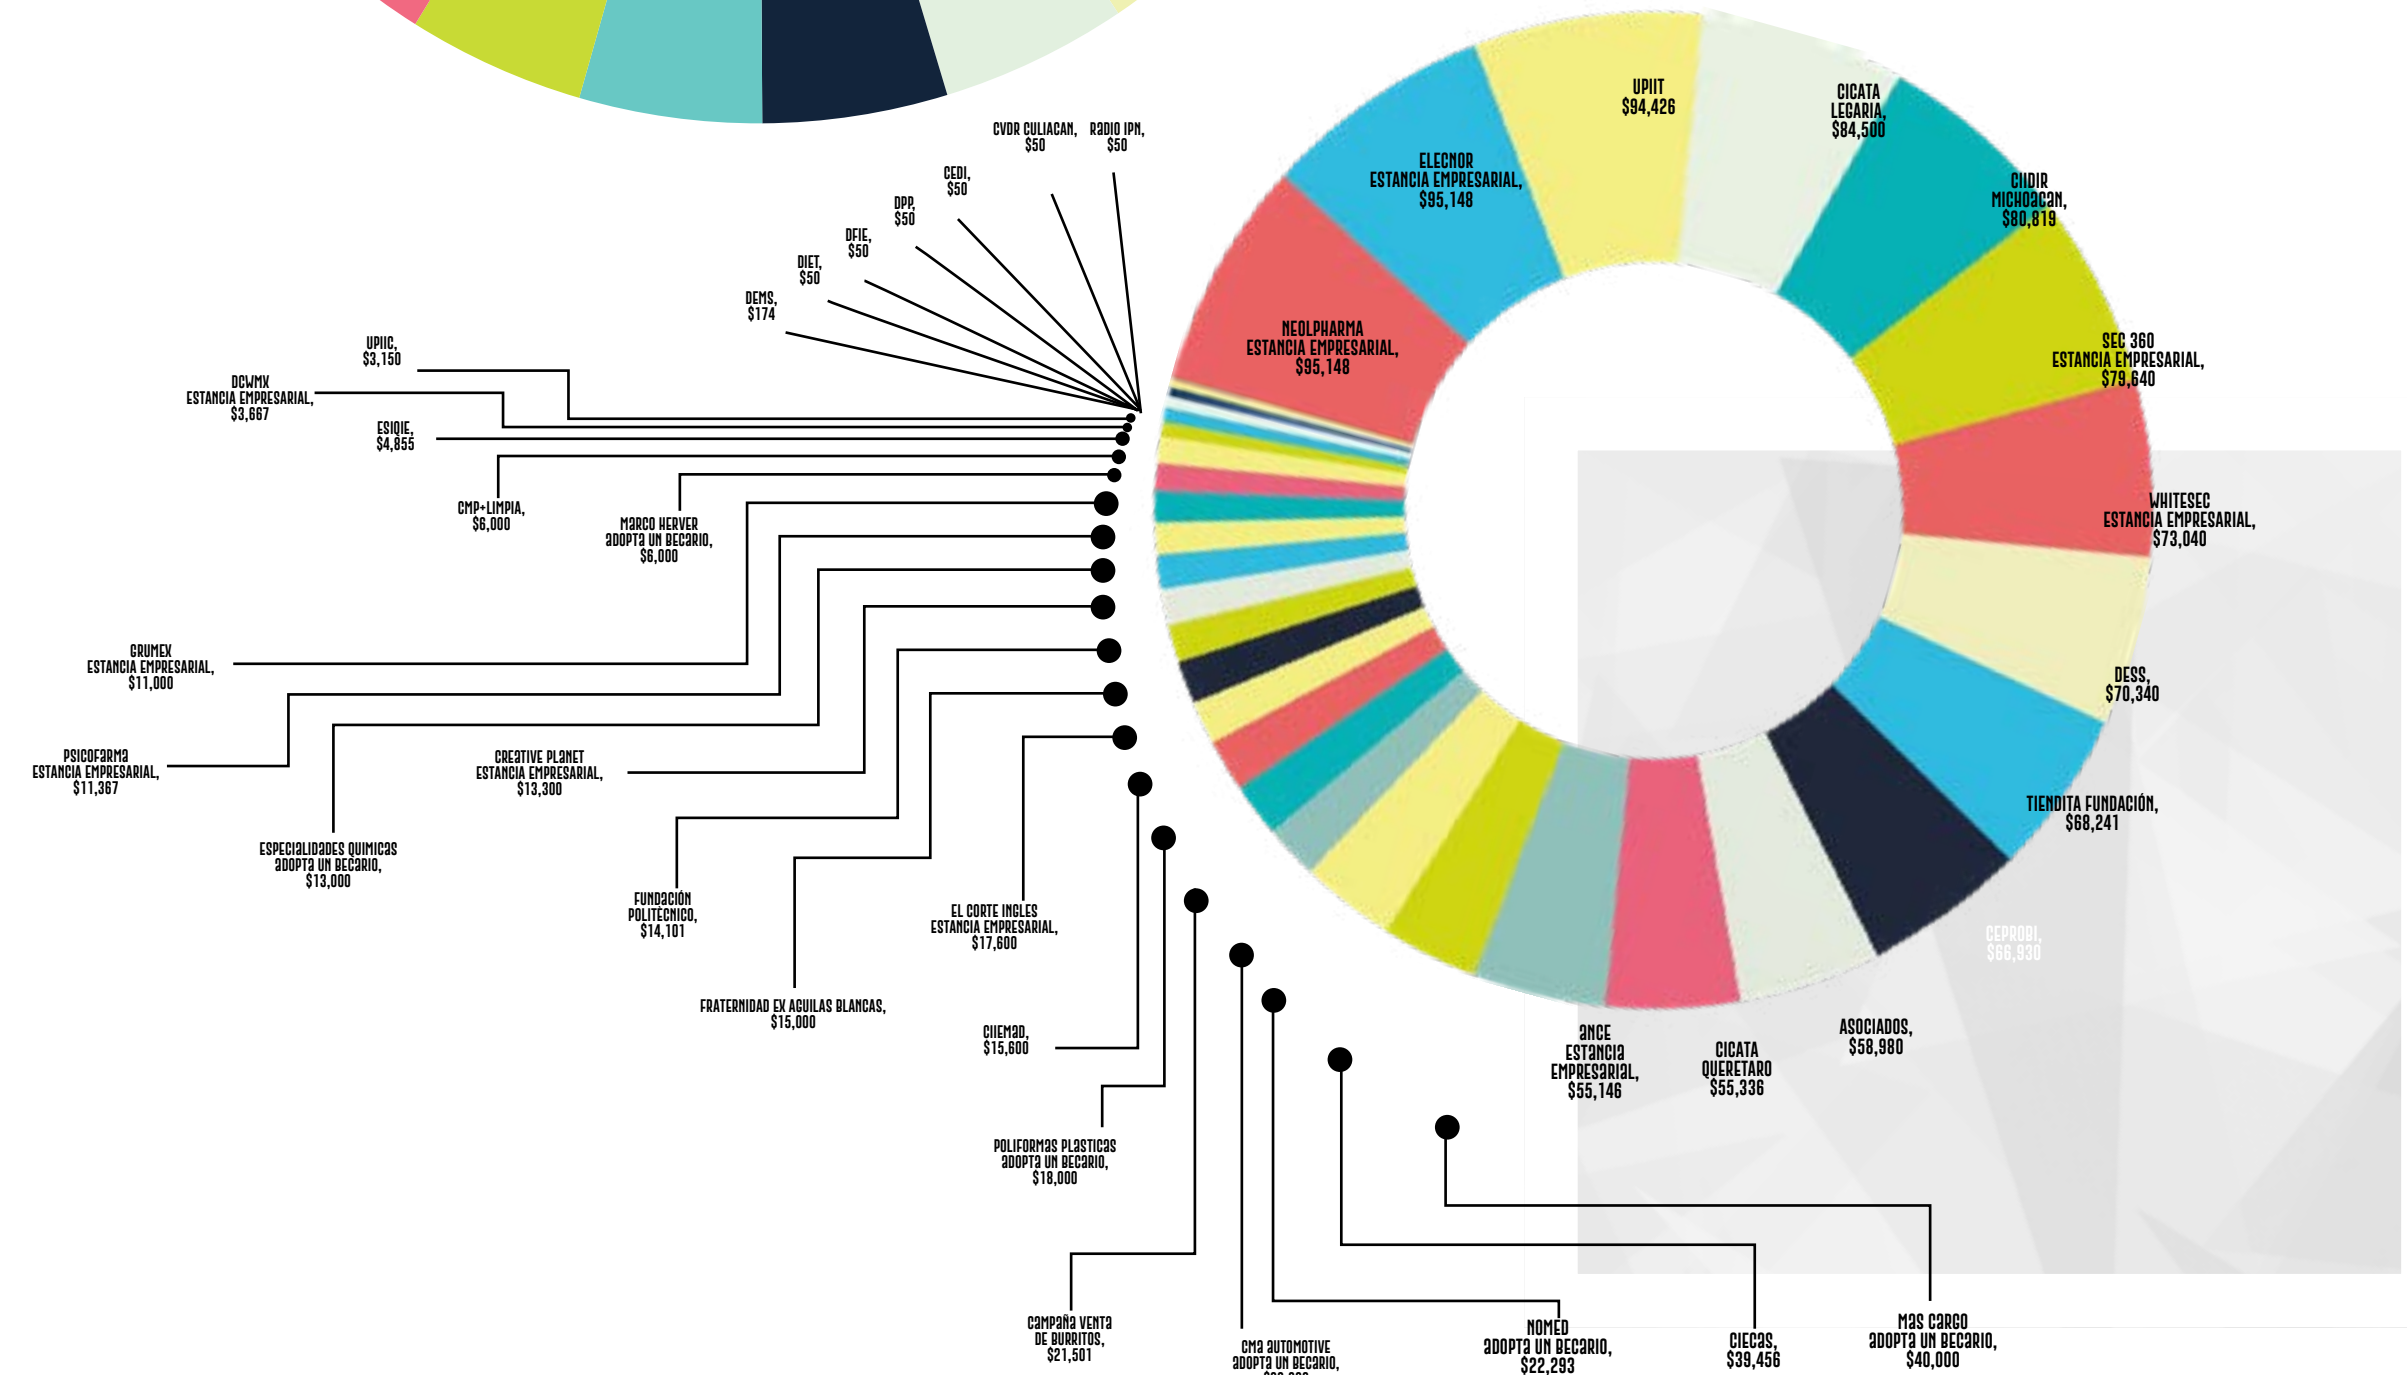 CVDR CULIACAN,
$50
RADIO IPN,
$50
CEDI,
$50
DPP,
$50
DFIE,
$50
DIET,
$50
DEMS,
$174
UPIIC,
$3,150
DCWMX
ESTANCIA EMPRESARIAL,
$3,667
ESIQIE,
$4,855
CMP+LIMPIA,
$6,000
MARCO HERVER
ADOPTA UN BECARIO,
$6,000
GRUMEX
ESTANCIA EMPRESARIAL,
$11,000
PSICOFARMA
ESTANCIA EMPRESARIAL,
$11,367
ESPECIALIDADES QUIMICAS
ADOPTA UN BECARIO,
$13,000
CREATIVE PLANET
ESTANCIA EMPRESARIAL,
$13,300
FUNDACIÓN
POLITÉCNICO,
$14,101
FRATERNIDAD EX AGUILAS BLANCAS,
$15,000
EL CORTE INGLES
ESTANCIA EMPRESARIAL,
$17,600
CIIEMAD,
$15,600
POLIFORMAS PLASTICAS
ADOPTA UN BECARIO,
$18,000
CAMPAÑA VENTA
DE BURRITOS,
$21,501
CMA AUTOMOTIVE
ADOPTA UN BECARIO,
NOMED
ADOPTA UN BECARIO,
$22,293
CIECAS,
$39,456
MAS CARGO
ADOPTA UN BECARIO,
$40,000
ANCE
ESTANCIA
EMPRESARIAL,
$55,146
CICATA
QUERETARO
$55,336
ASOCIADOS,
$58,980
CEPROBI,
$66,930
TIENDITA FUNDACIÓN,
$68,241
DESS,
$70,340
WHITESEC
ESTANCIA EMPRESARIAL,
$73,040
SEC 360
ESTANCIA EMPRESARIAL,
$79,640
CIIDIR
MICHOACAN,
$80,819
CICATA
LEGARIA,
$84,500
UPIIT
$94,426
ELECNOR
ESTANCIA EMPRESARIAL,
$95,148
NEOLPHARMA
ESTANCIA EMPRESARIAL,
$95,148